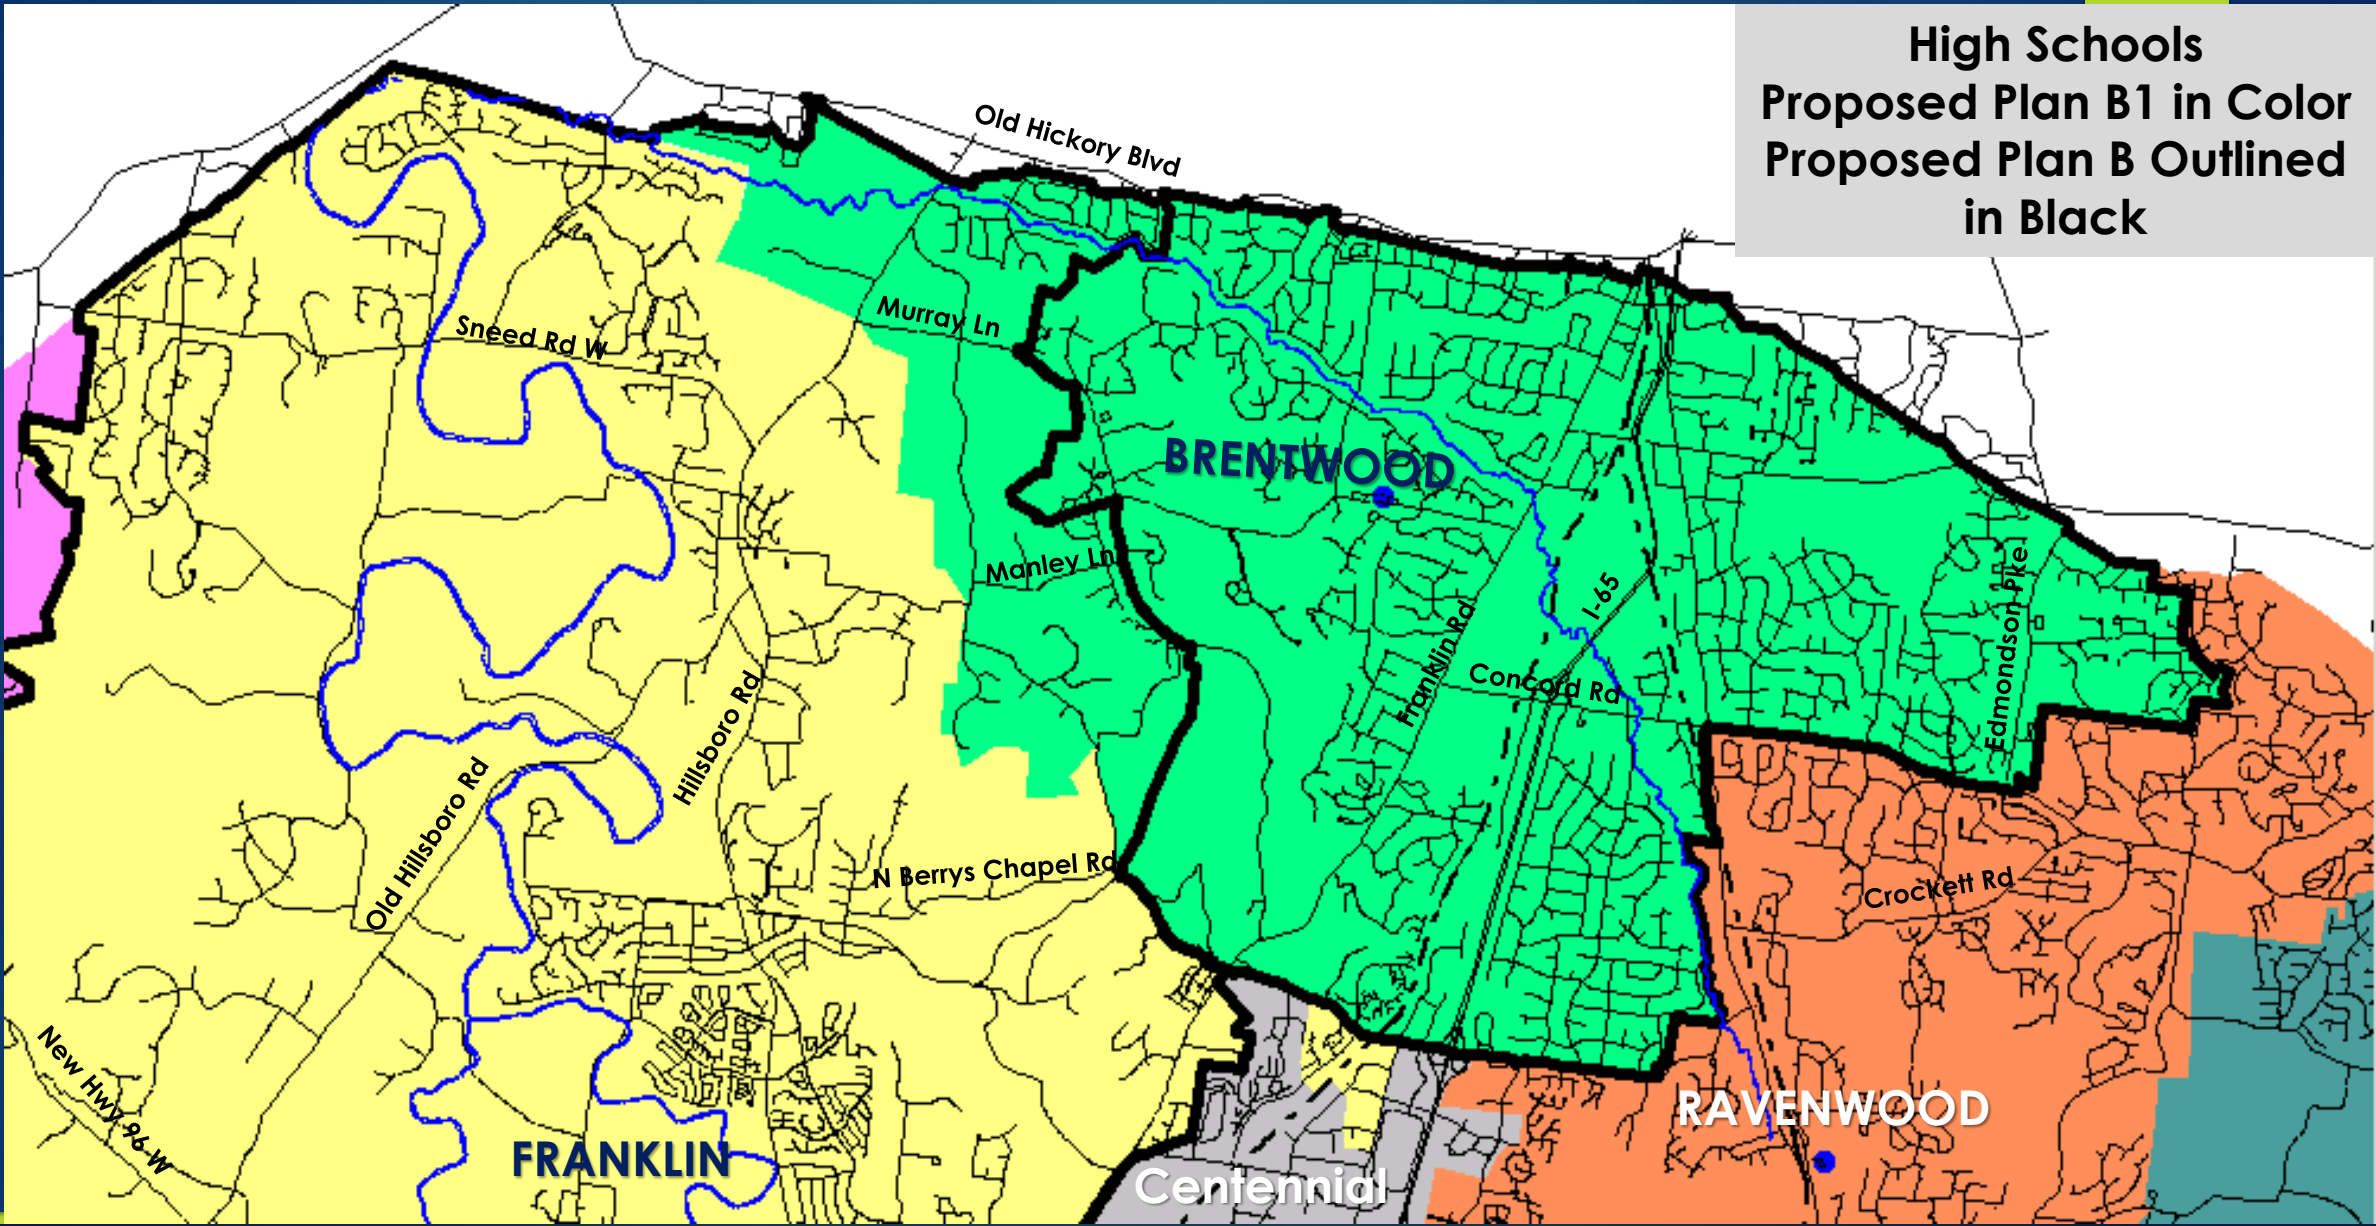 High Schools
Proposed Plan B1 in Color
Proposed Plan B Outlined
in Black
Old Hickory Blvd
Murray Ln
Sneed Rd W
BRENTWOOD
Manley Ln
I-65
Edmondson Pke
Franklin Rd
Concord Rd
Hillsboro Rd
Old Hillsboro Rd
N Berrys Chapel Rd
Crockett Rd
New Hwy 96 W
RAVENWOOD
FRANKLIN
Centennial